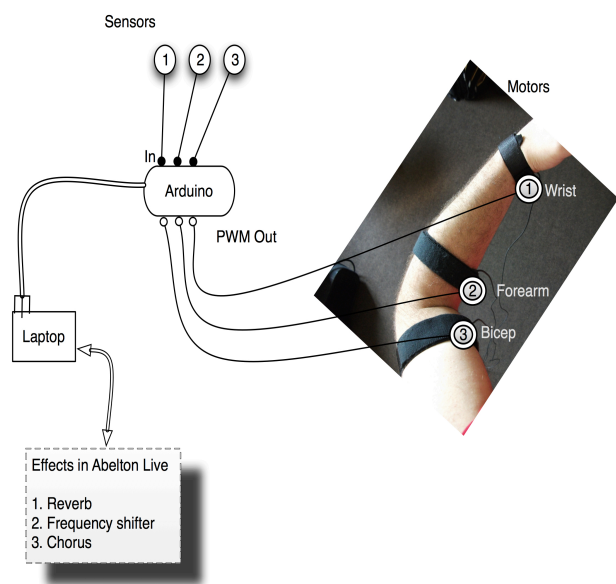 Sensors
1 2 3
Motors
In
Arduino
1 Wrist
PWM Out
2 Forearm
3 Bicep
Laptop
Effects in Abelton Live
1. Reverb
2. Frequency shifter
3. Chorus